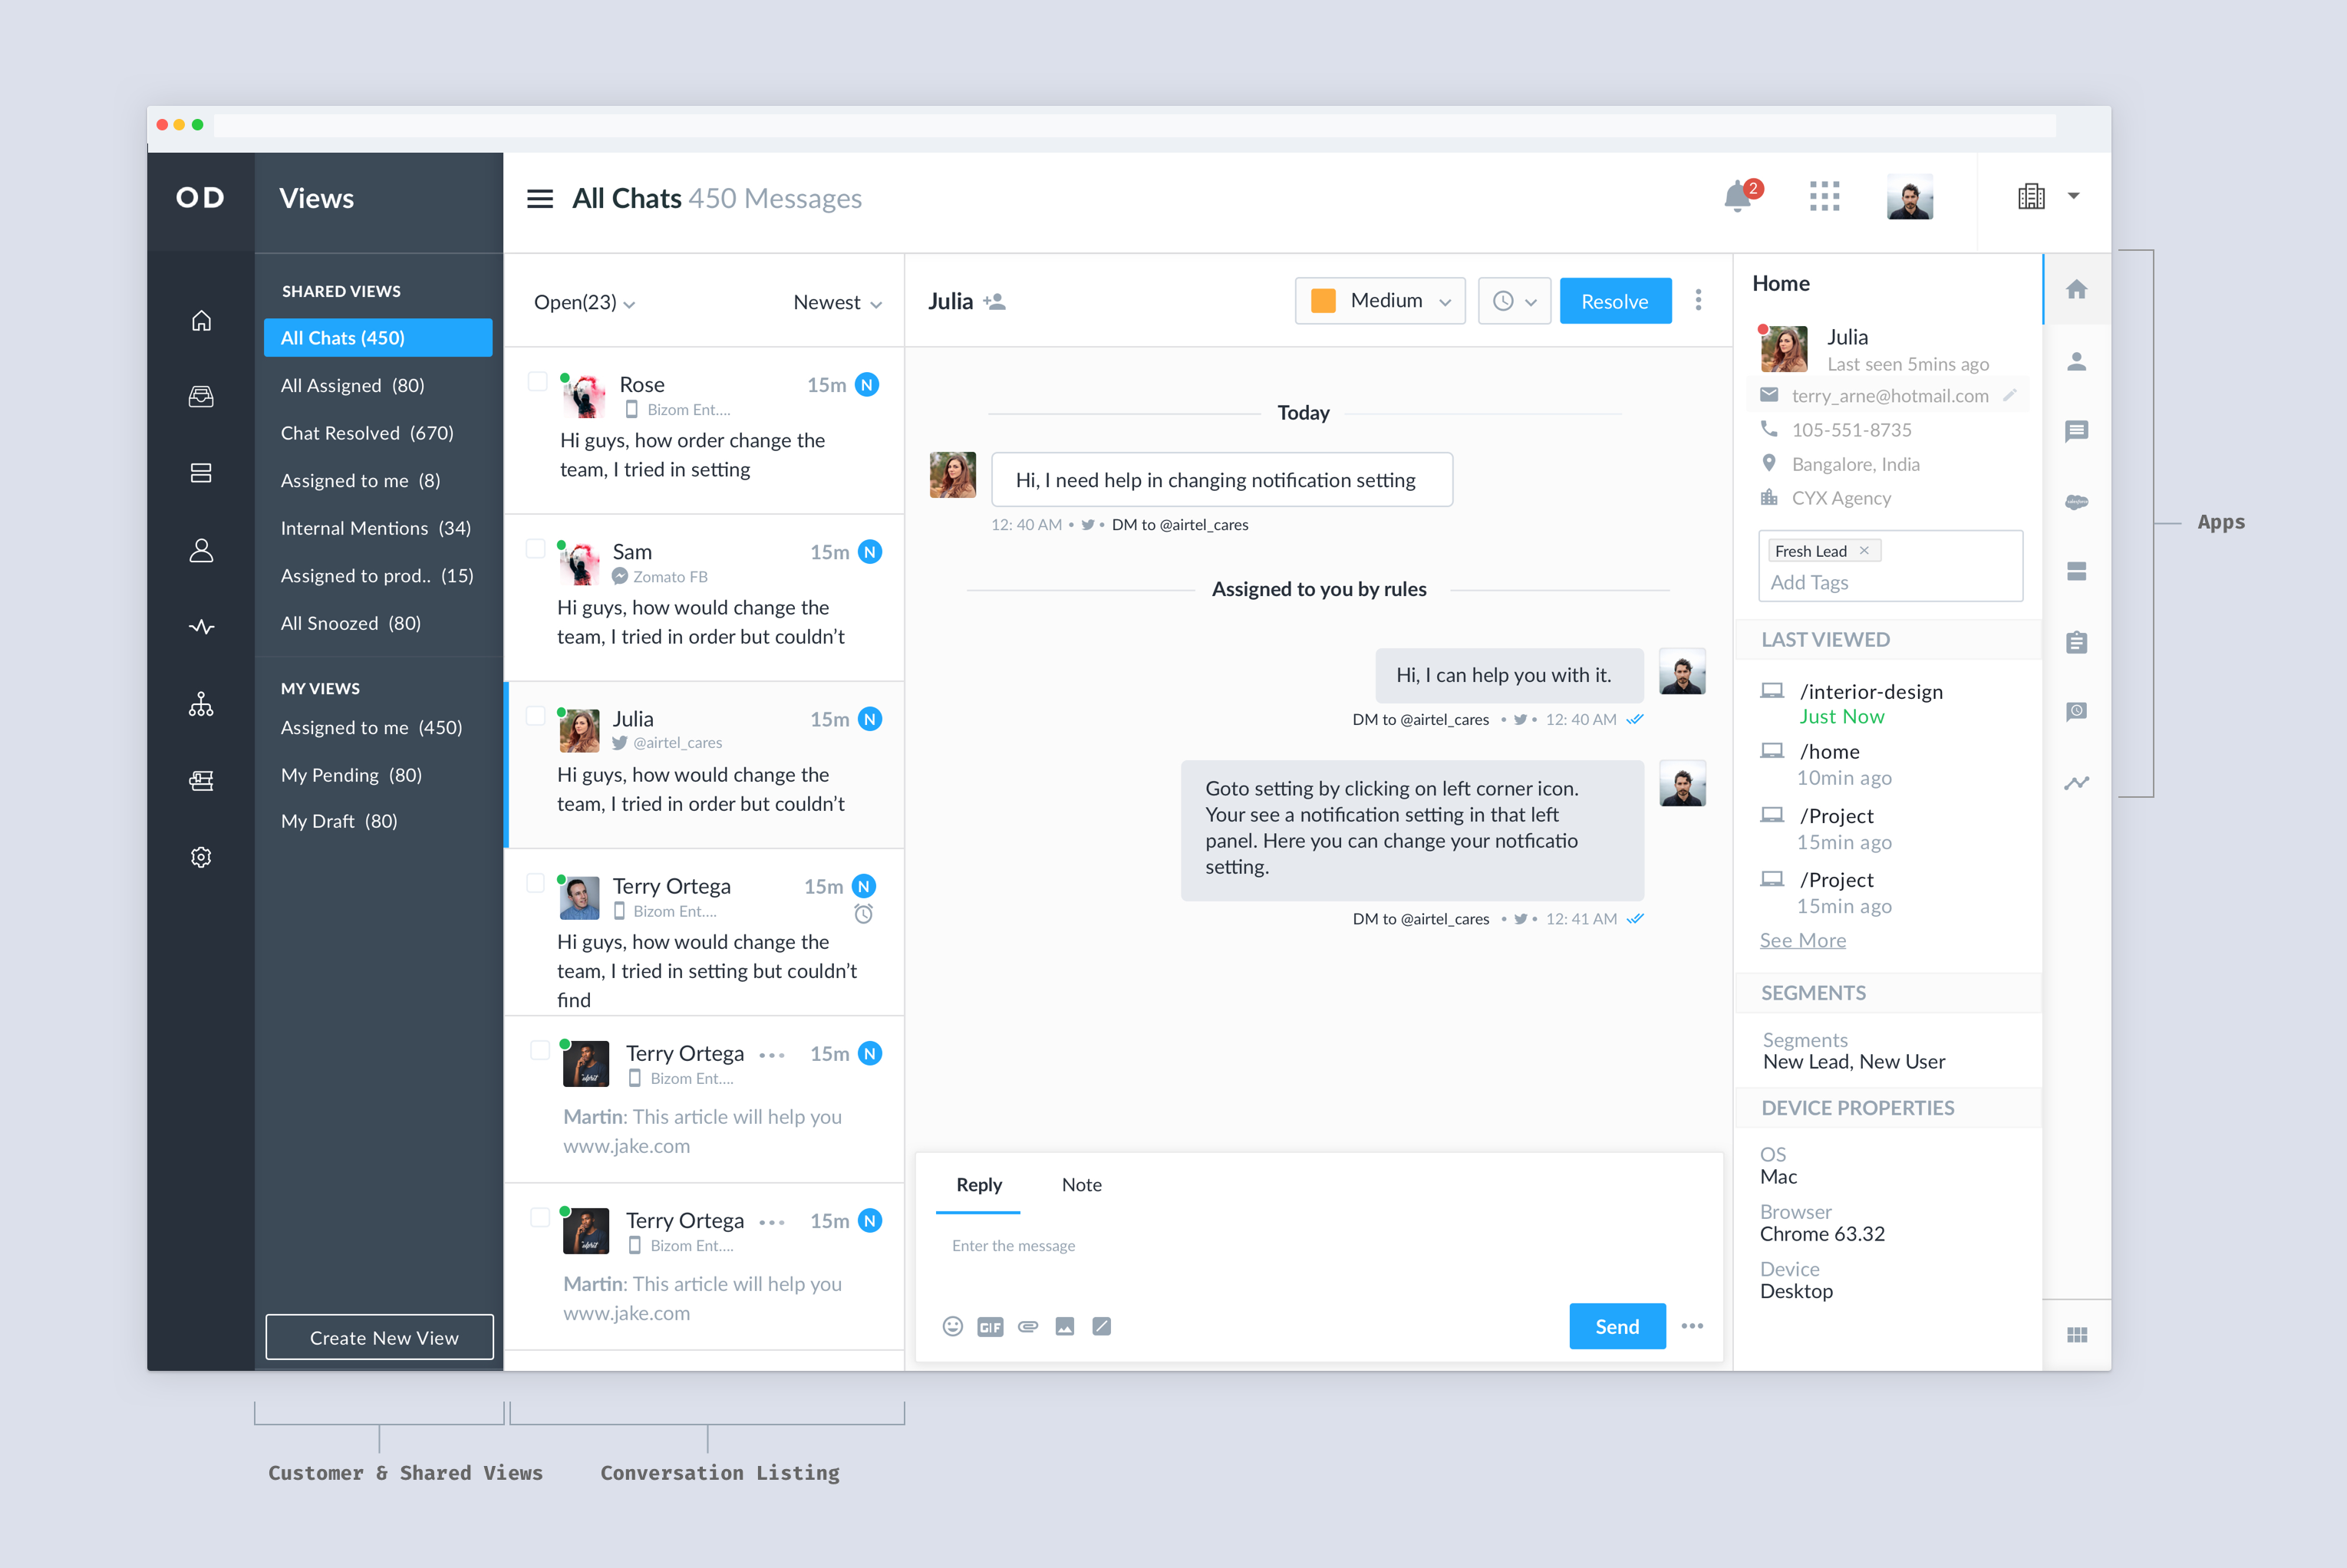 OD
Views
All Chats 450 Messages
2
SHARED VIEWS
All Chats (450)
All Assigned (80)
Chat Resolved (670)
Assigned to me (8)
Internal Mentions (34)
Assigned to prod.. (15)
All Snoozed (80)
MY VIEWS
Assigned to me (450)
My Pending (80)
My Draft (80)
Create New View
Open(23)
Newest
Rose
15m N
Bizom Ent....
Hi guys, how order change the
team, I tried in setting
Sam
15m N
Zomato FB
Hi guys, how would change the
team, I tried in order but couldn’t
Julia
15m N
@airtel_cares
Hi guys, how would change the
team, I tried in order but couldn’t
Terry Ortega
15m N
Bizom Ent....
Hi guys, how would change the
team, I tried in setting but couldn’t
find
Terry Ortega
15m N
Bizom Ent....
Martin: This article will help you
www.jake.com
Terry Ortega
15m N
Bizom Ent....
Martin: This article will help you
www.jake.com
Julia
Medium
Resolve
Today
Hi, I need help in changing notification setting
12: 40 AM • • DM to @airtel_cares
Assigned to you by rules
Hi, I can help you with it.
DM to @airtel_cares • • 12: 40 AM
Goto setting by clicking on left corner icon.
Your see a notification setting in that left
panel. Here you can change your notficatio
setting.
DM to @airtel_cares • • 12: 41 AM
Reply
Note
Enter the message
GIF
Send
Home
Julia
Last seen 5mins ago
terry_arne@hotmail.com
105-551-8735
Bangalore, India
CYX Agency
Fresh Lead ×
Add Tags
LAST VIEWED
/interior-design
Just Now
/home
10min ago
/Project
15min ago
/Project
15min ago
See More
SEGMENTS
Segments
New Lead, New User
DEVICE PROPERTIES
OS
Mac
Browser
Chrome 63.32
Device
Desktop
Apps
Customer & Shared Views
Conversation Listing